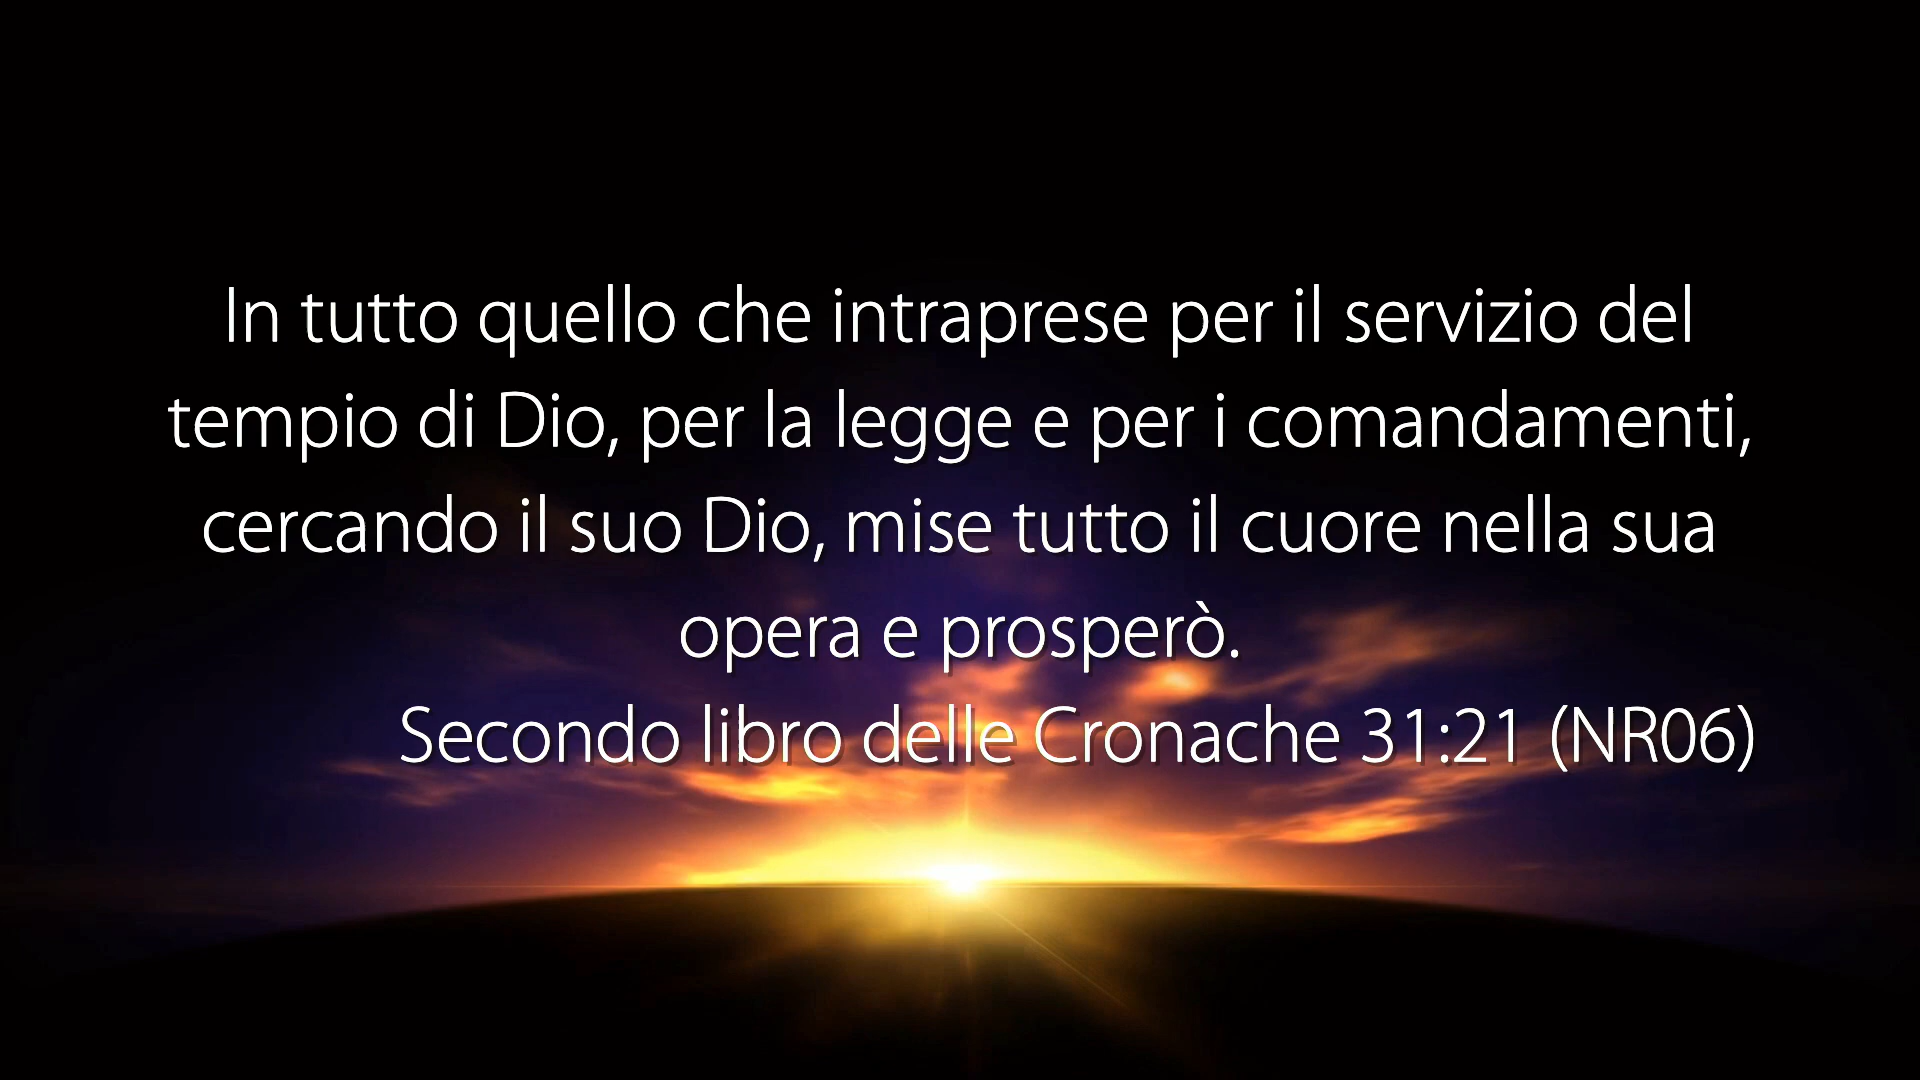 In tutto quello che intraprese per il servizio del
tempio di Dio, per la legge e per i comandamenti,
cercando il suo Dio, mise tutto il cuore nella sua
opera e prosperò.
Secondo libro delle Cronache 31:21 (NR06)